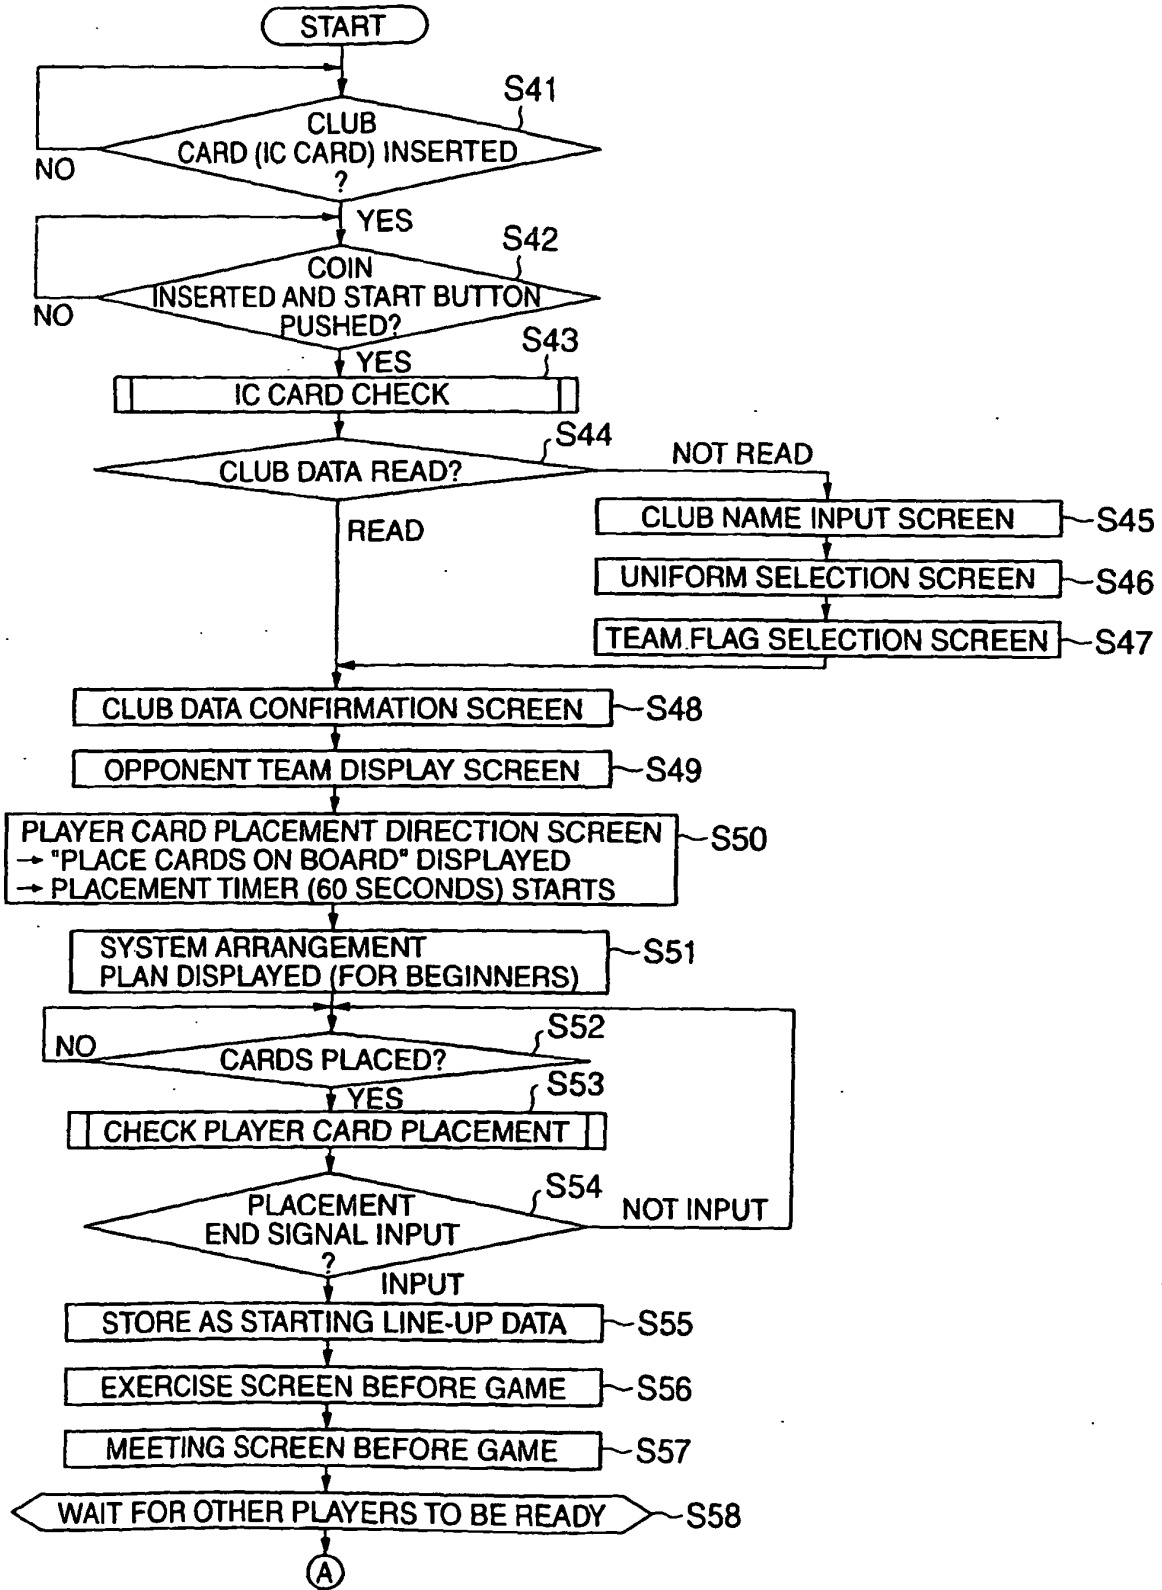 START
S41
CLUB
CARD (IC CARD) INSERTED
?
NO
YES
S42
COIN
INSERTED AND START BUTTON
PUSHED?
NO
YES
S43
IC CARD CHECK
S44
CLUB DATA READ?
NOT READ
READ
CLUB NAME INPUT SCREEN S45
UNIFORM SELECTION SCREEN S46
TEAM.FLAG SELECTION SCREEN S47
CLUB DATA CONFIRMATION SCREEN S48
OPPONENT TEAM DISPLAY SCREEN S49
PLAYER CARD PLACEMENT DIRECTION SCREEN S50
→ "PLACE CARDS ON BOARD" DISPLAYED
→ PLACEMENT TIMER (60 SECONDS) STARTS
SYSTEM ARRANGEMENT S51
PLAN DISPLAYED (FOR BEGINNERS)
S52
NO
CARDS PLACED?
YES
S53
CHECK PLAYER CARD PLACEMENT
S54
PLACEMENT
END SIGNAL INPUT
?
NOT INPUT
INPUT
STORE AS STARTING LINE-UP DATA S55
EXERCISE SCREEN BEFORE GAME S56
MEETING SCREEN BEFORE GAME S57
WAIT FOR OTHER PLAYERS TO BE READY S58
A